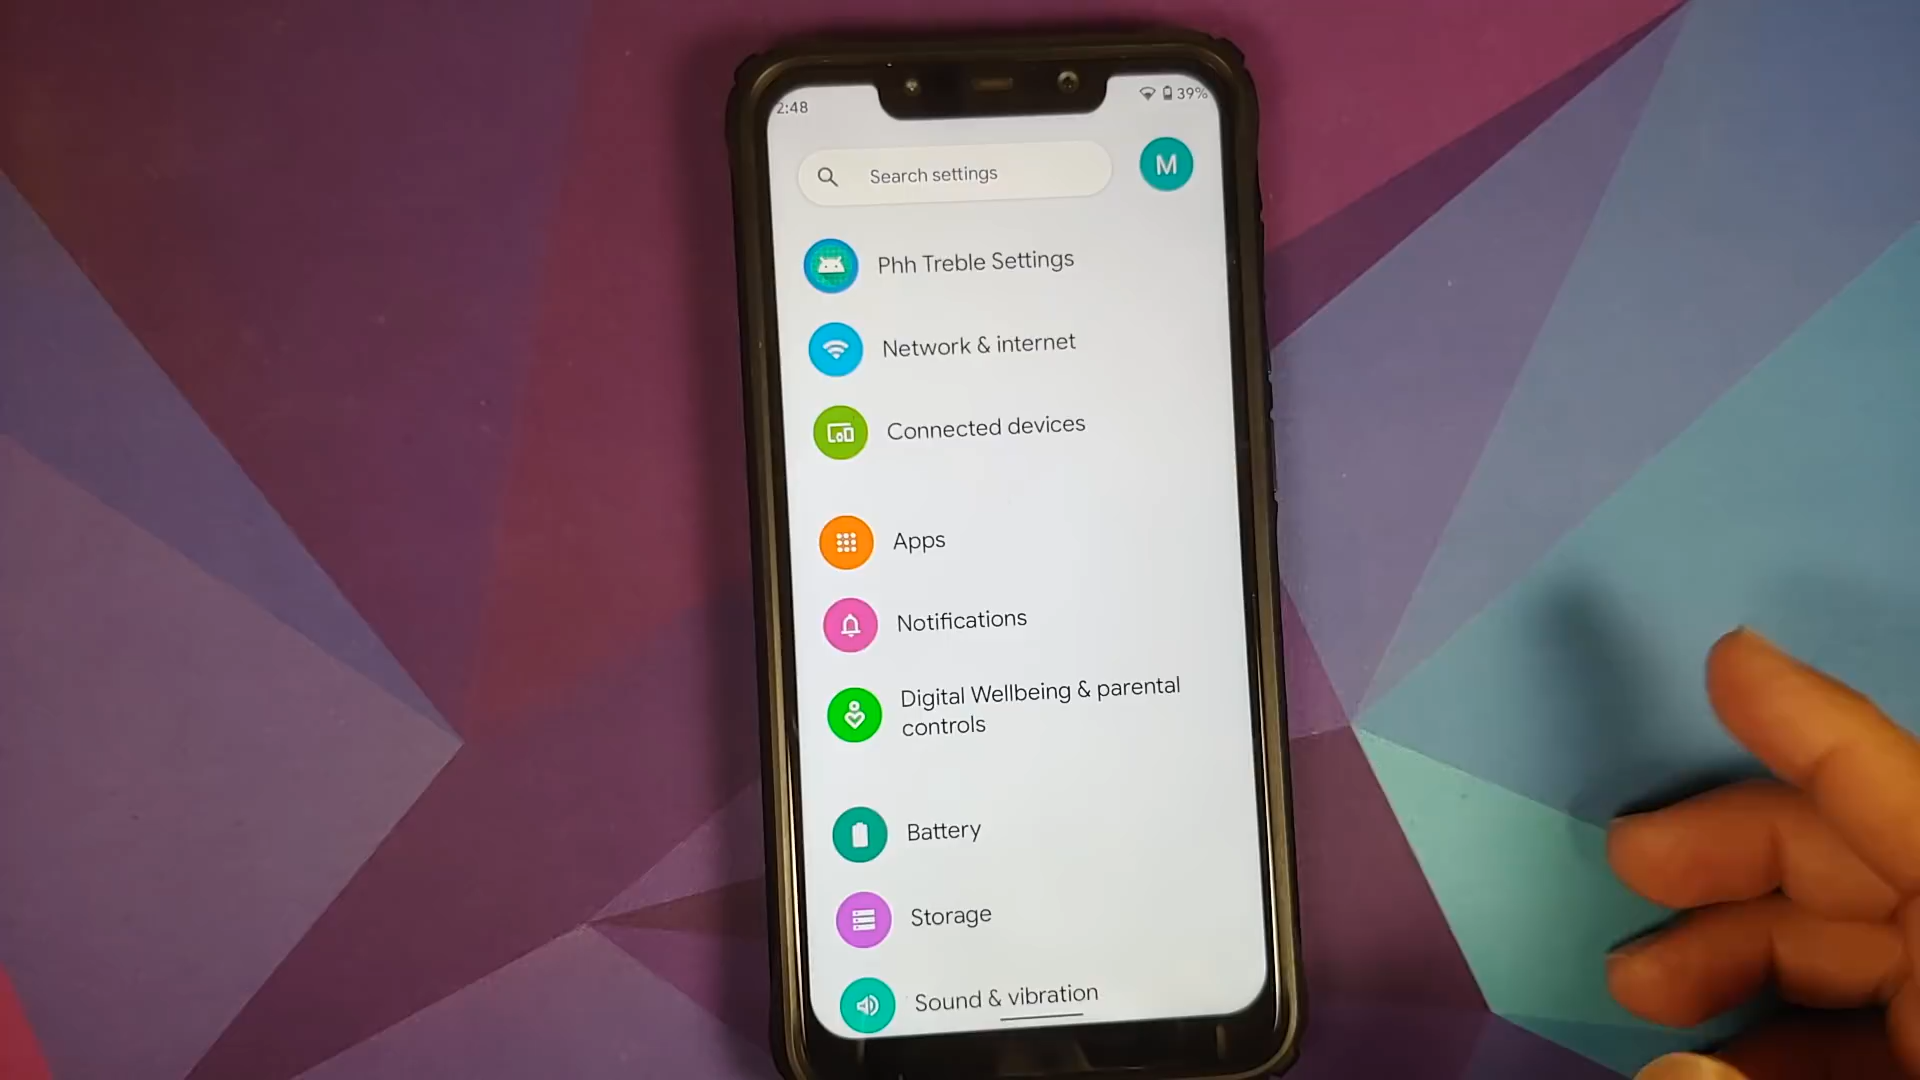 2:48
39%
Search settings
M
Phh Treble Settings
Network & internet
Connected devices
Apps
Notifications
Digital Wellbeing & parental
controls
Battery
Storage
Sound & vibration